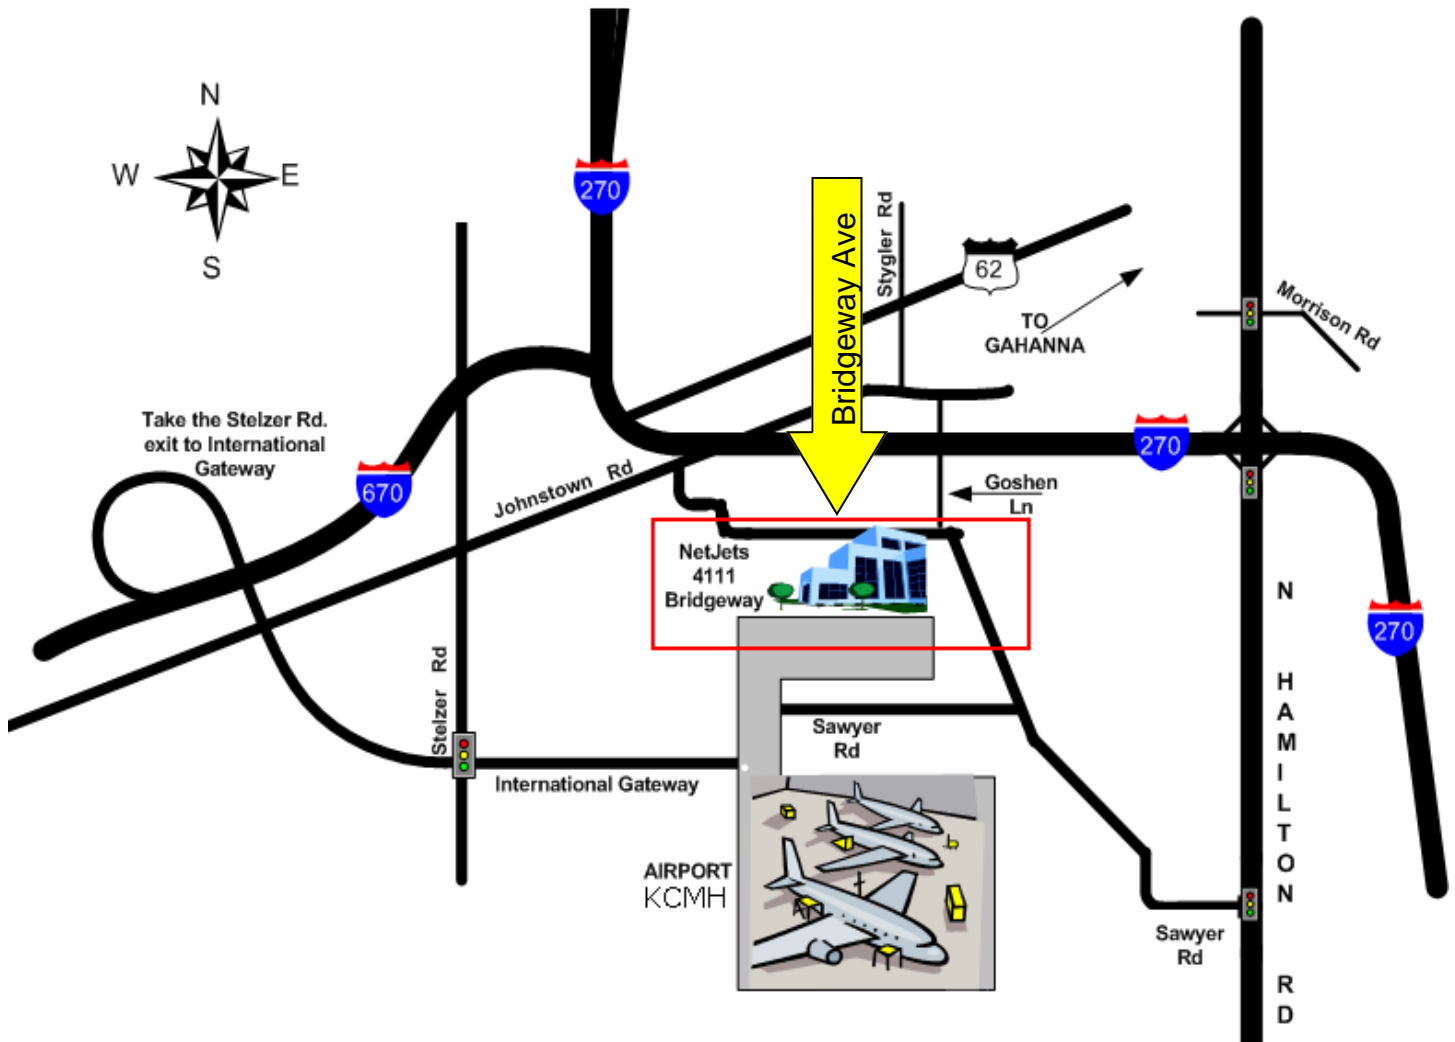 N
W
E
S
270
Bridgeway Ave
Stygler Rd
62
TO
GAHANNA
Morrison Rd
Take the Stelzer Rd.
exit to International
Gateway
670
Johnstown Rd
270
Goshen
Ln
NetJets
4111
Bridgeway
270
N HAMILTON RD
Stelzer Rd
Sawyer
Rd
International Gateway
AIRPORT
KCMH
Sawyer
Rd